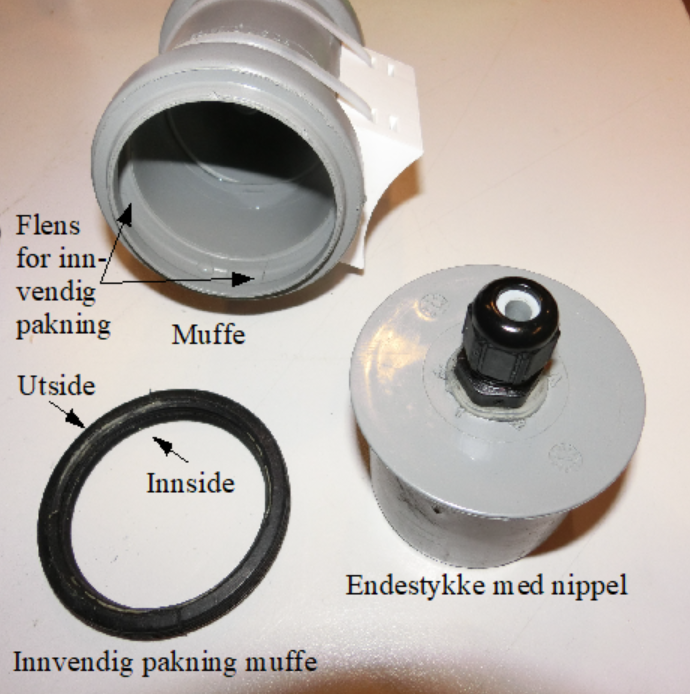 Flens
for inn-
vendig
pakning
Muffe
Utside
Innside
Endestykke med nippel
Innvendig pakning muffe